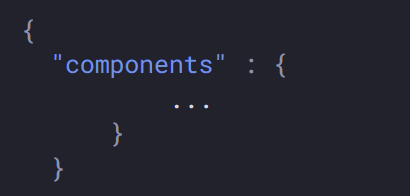 {
"components" : {
...
}
}